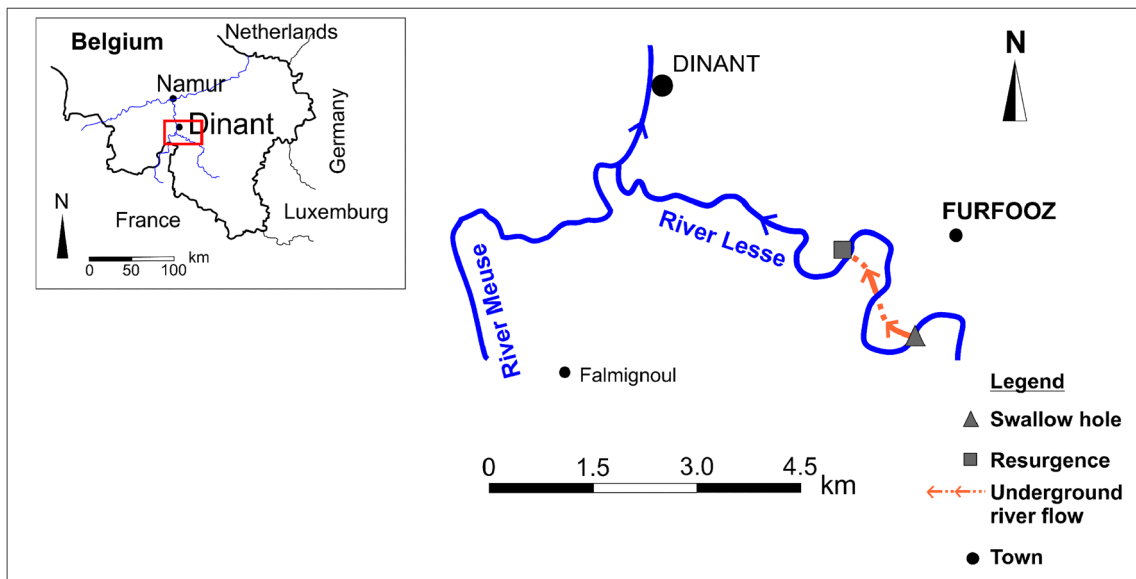 Belgium
Netherlands
Namur
Dinant
Germany
France
Luxemburg
N
0 50 100 km
DINANT
N
FURFOOZ
River Lesse
River Meuse
Falmignoul
0 1.5 3.0 4.5
km
Legend
Swallow hole
Resurgence
Underground
river flow
Town